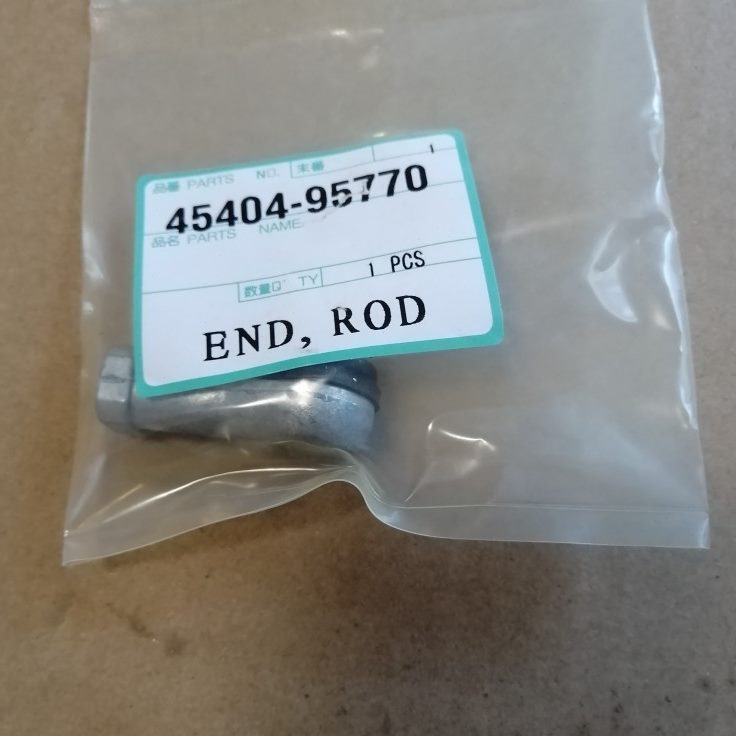 品番 PARTS NO. 末番 1
45404-95770
品名 PARTS NAME
数量Q'TY 1 PCS
END, ROD